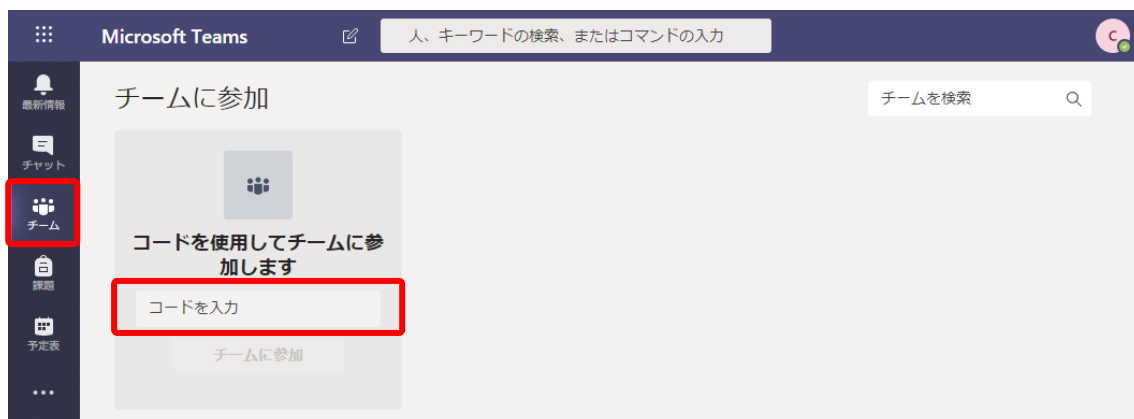 Microsoft Teams
人、キーワードの検索、またはコマンドの入力
C
最新情報
チャット
チーム
課題
予定表
チームに参加
チームを検索
コードを使用してチームに参
加します
コードを入力
チームに参加